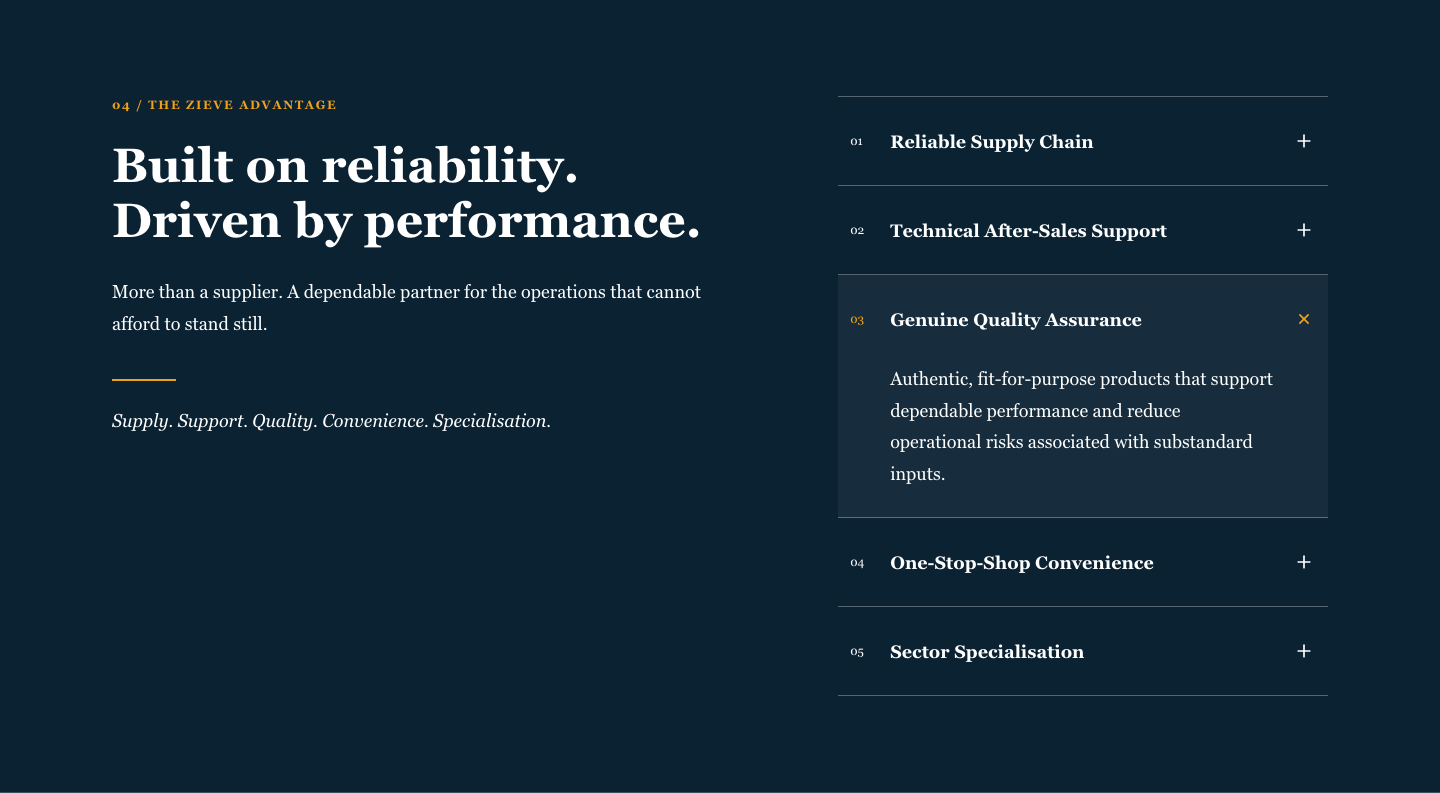 04 / THE ZIEVE ADVANTAGE
Built on reliability.
Driven by performance.
More than a supplier. A dependable partner for the operations that cannot
afford to stand still.
Supply. Support. Quality. Convenience. Specialisation.
01 Reliable Supply Chain +
02 Technical After-Sales Support +
03 Genuine Quality Assurance ×
Authentic, fit-for-purpose products that support
dependable performance and reduce
operational risks associated with substandard
inputs.
04 One-Stop-Shop Convenience +
05 Sector Specialisation +